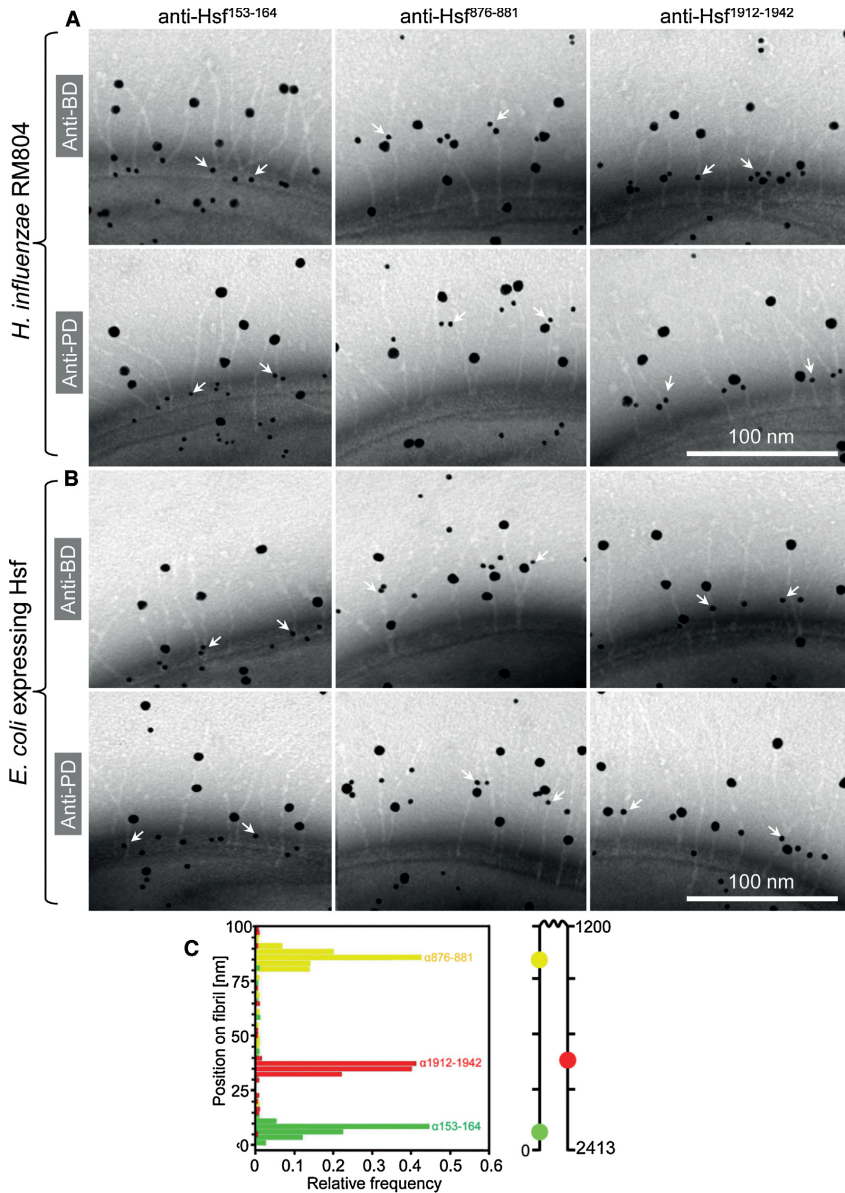 A
anti-Hsf153-164
anti-Hsf876-881
anti-Hsf1912-1942
H. influenzae RM804
Anti-BD
Anti-PD
100 nm
B
E. coli expressing Hsf
Anti-BD
Anti-PD
100 nm
C
Position on fibril [nm]
100
75
50
25
0
α876-881
α1912-1942
α153-164
0 0.1 0.2 0.3 0.4 0.5 0.6
Relative frequency
1200
0
2413